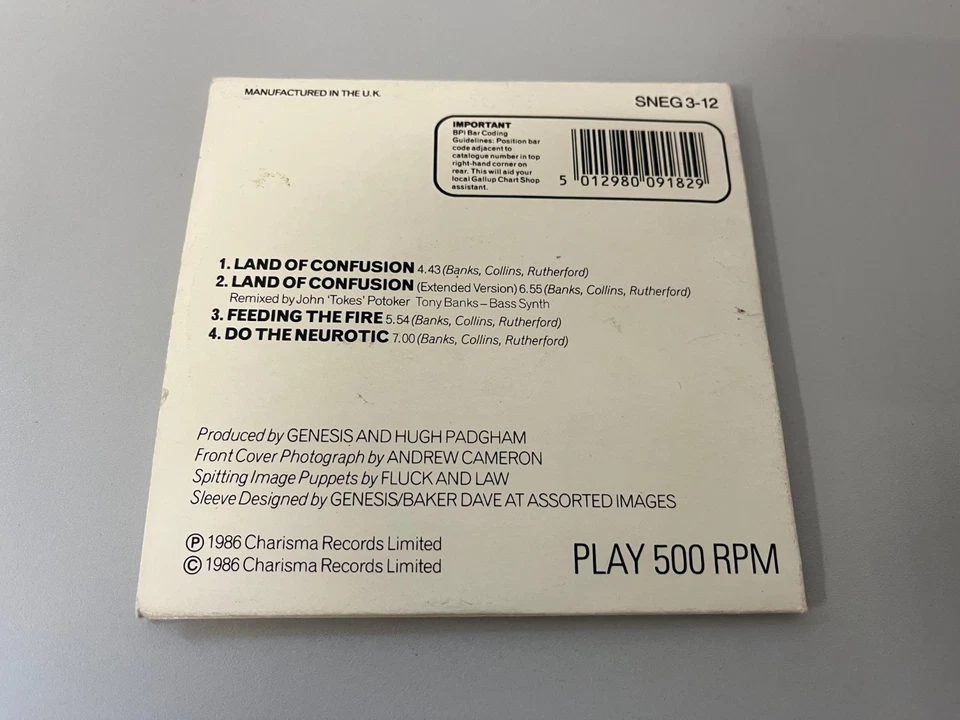 MANUFACTURED IN THE U.K.
SNEG 3-12
IMPORTANT
BPI Bar Coding
Guidelines: Position bar
code adjacent to
catalogue number in top
right-hand corner on
rear. This will aid your
local Gallup Chart Shop
assistant.
5 012980 091829
1. LAND OF CONFUSION 4.43 (Banks, Collins, Rutherford)
2. LAND OF CONFUSION (Extended Version) 6.55 (Banks, Collins, Rutherford)
Remixed by John 'Tokes' Potoker Tony Banks – Bass Synth
3. FEEDING THE FIRE 5.54 (Banks, Collins, Rutherford)
4. DO THE NEUROTIC 7.00 (Banks, Collins, Rutherford)
Produced by GENESIS AND HUGH PADGHAM
Front Cover Photograph by ANDREW CAMERON
Spitting Image Puppets by FLUCK AND LAW
Sleeve Designed by GENESIS/BAKER DAVE AT ASSORTED IMAGES
℗ 1986 Charisma Records Limited
© 1986 Charisma Records Limited
PLAY 500 RPM